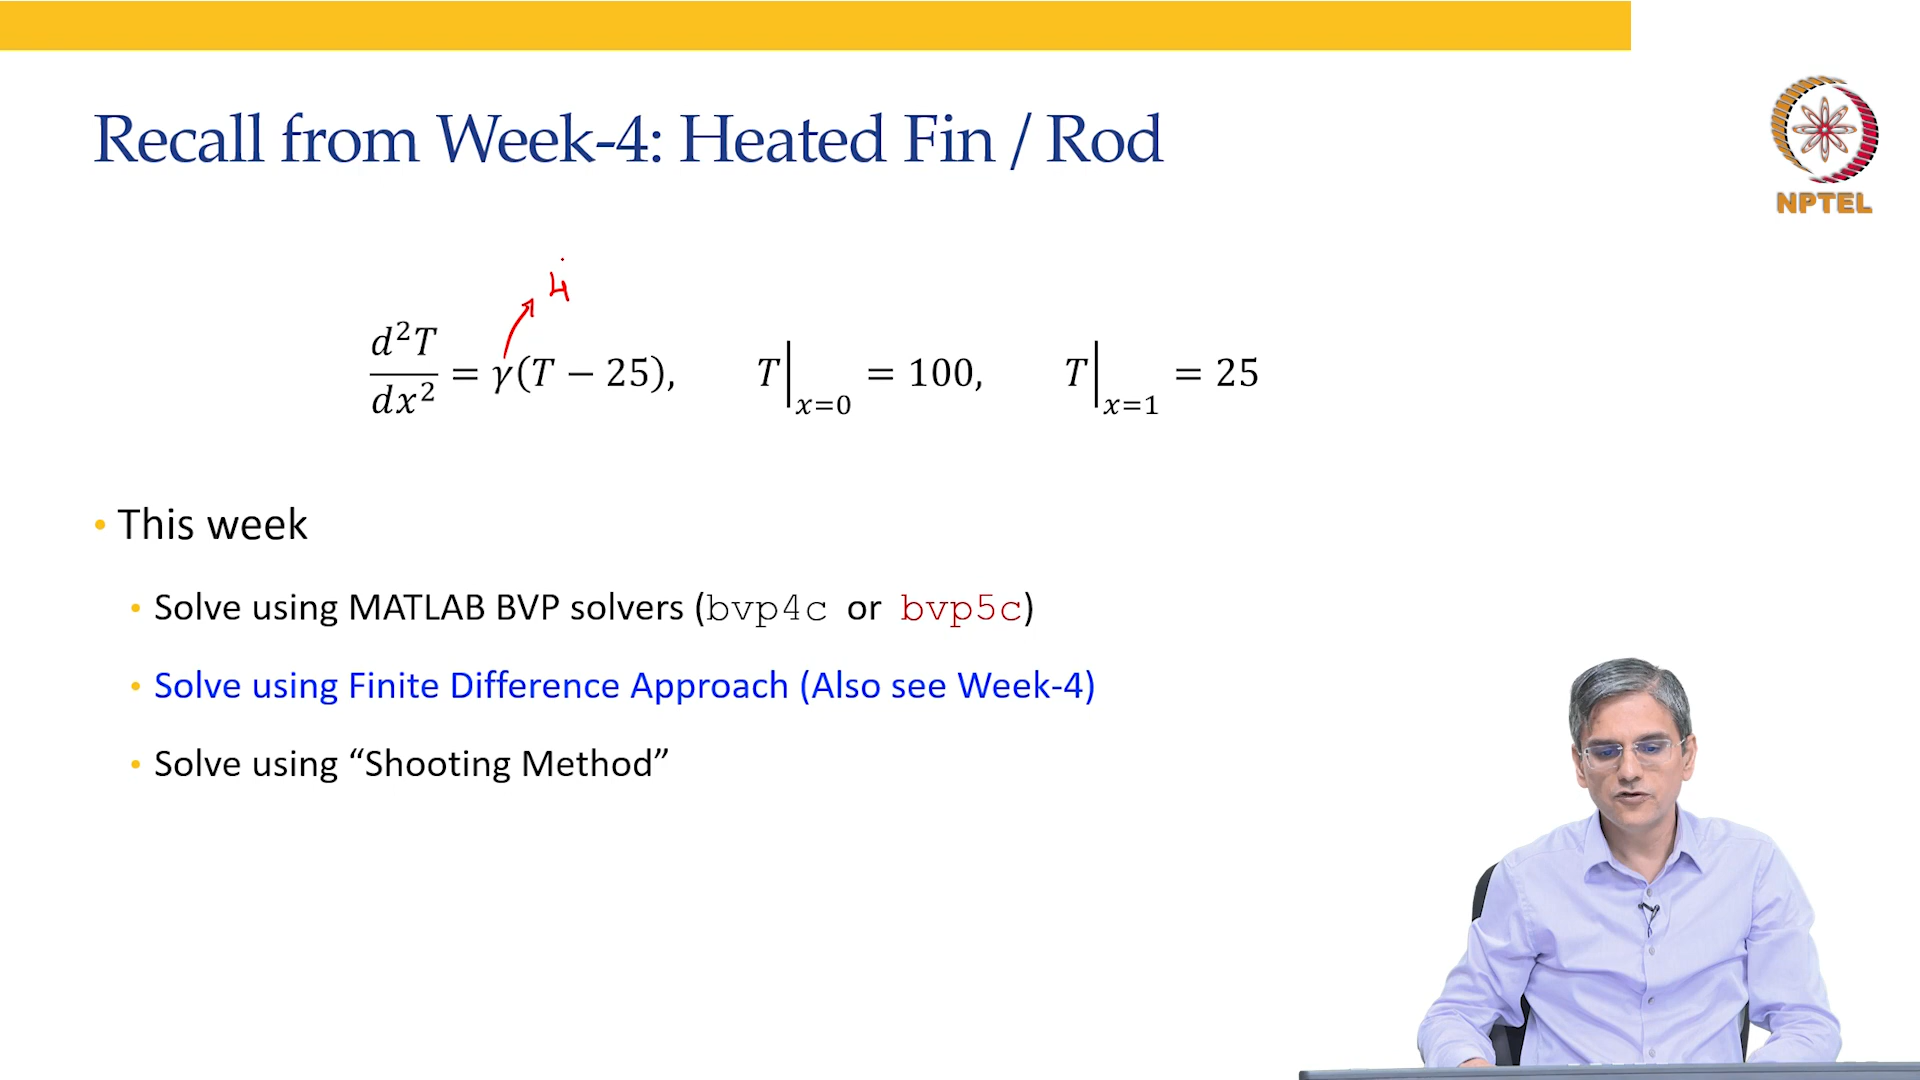 Recall from Week-4: Heated Fin / Rod
NPTEL
4
d²T/dx² = γ(T − 25), T|x=0 = 100, T|x=1 = 25
• This week
• Solve using MATLAB BVP solvers (bvp4c or bvp5c)
• Solve using Finite Difference Approach (Also see Week-4)
• Solve using “Shooting Method”